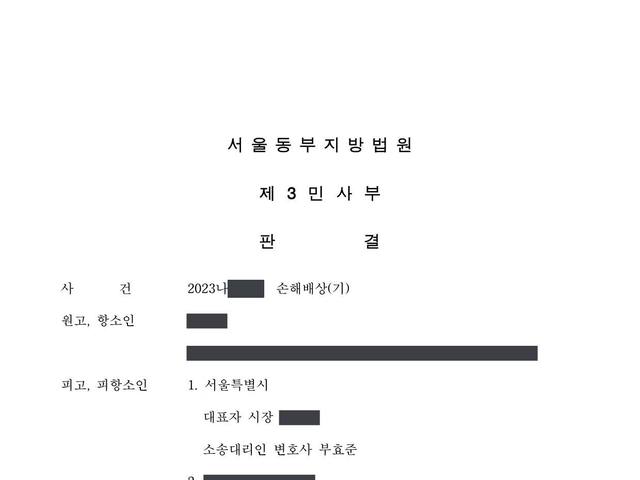 서울동부지방법원
제3민사부
판 결
사 건 2023나 손해배상(기)
원고, 항소인
피고, 피항소인 1. 서울특별시
대표자 시장
소송대리인 변호사 부효준
2.